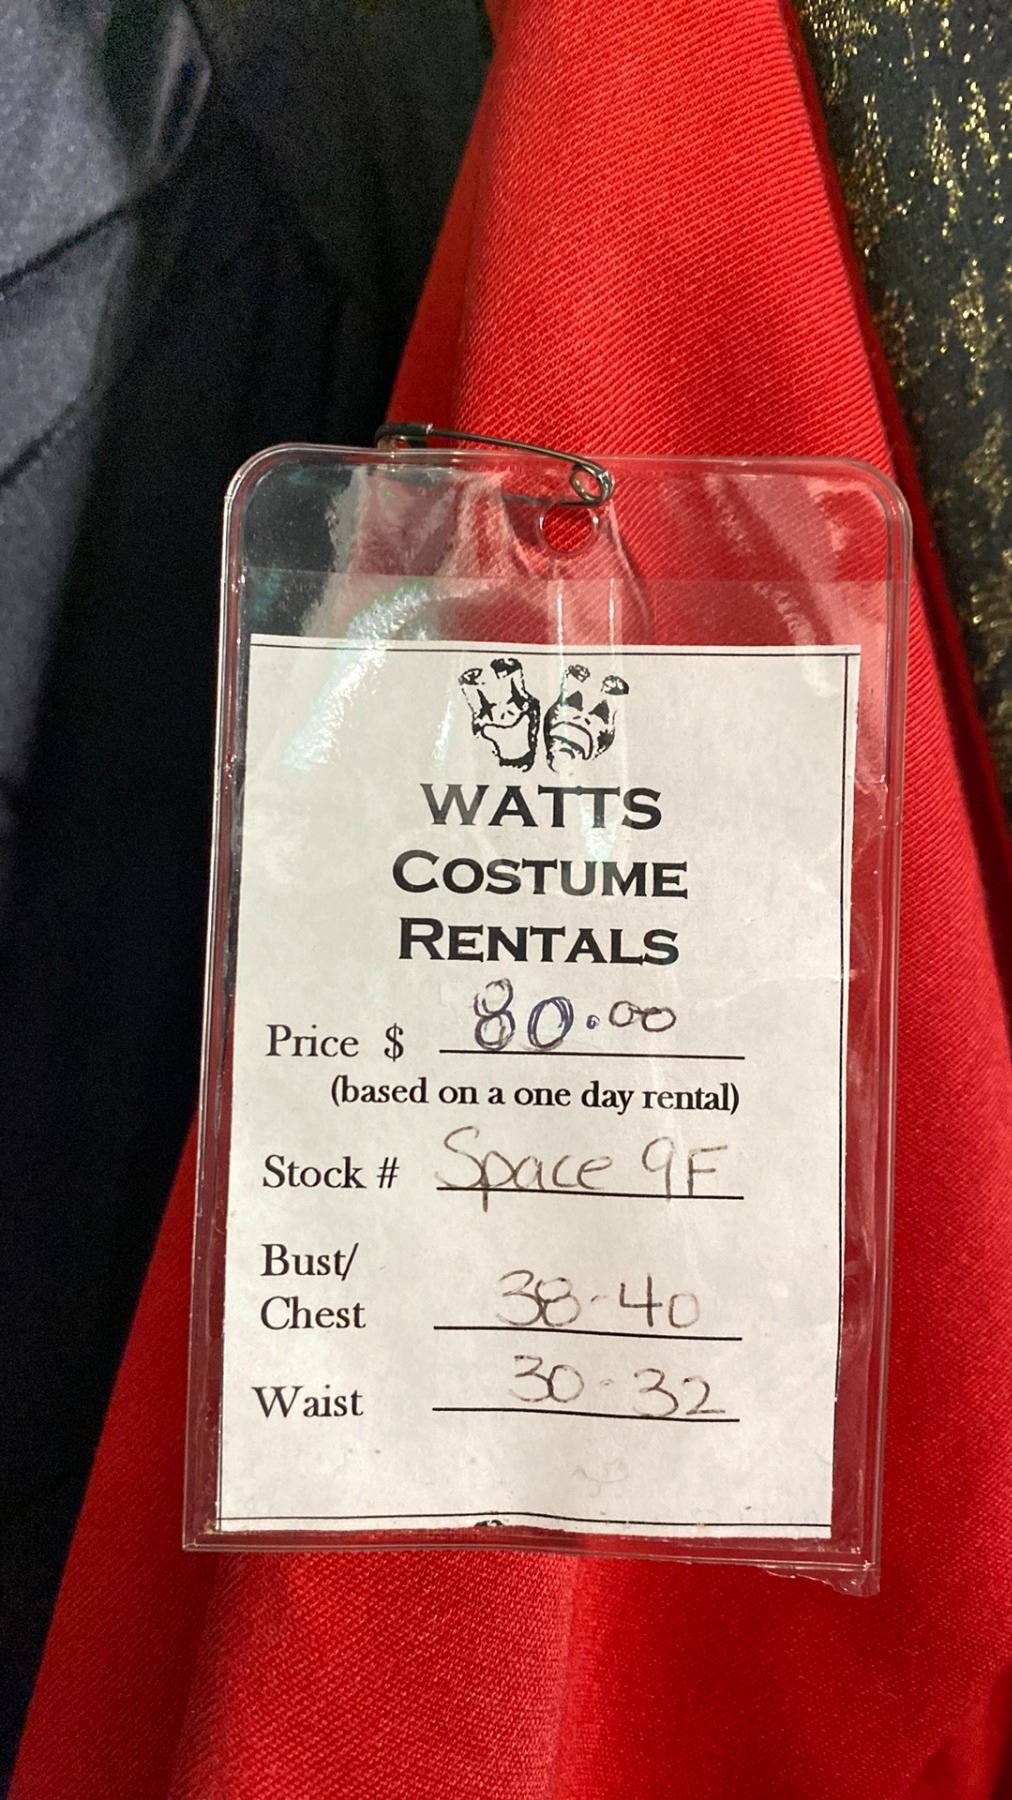 WATTS
COSTUME
RENTALS
Price $ 80.00
(based on a one day rental)
Stock # Space 9F
Bust/
Chest 38-40
Waist 30-32